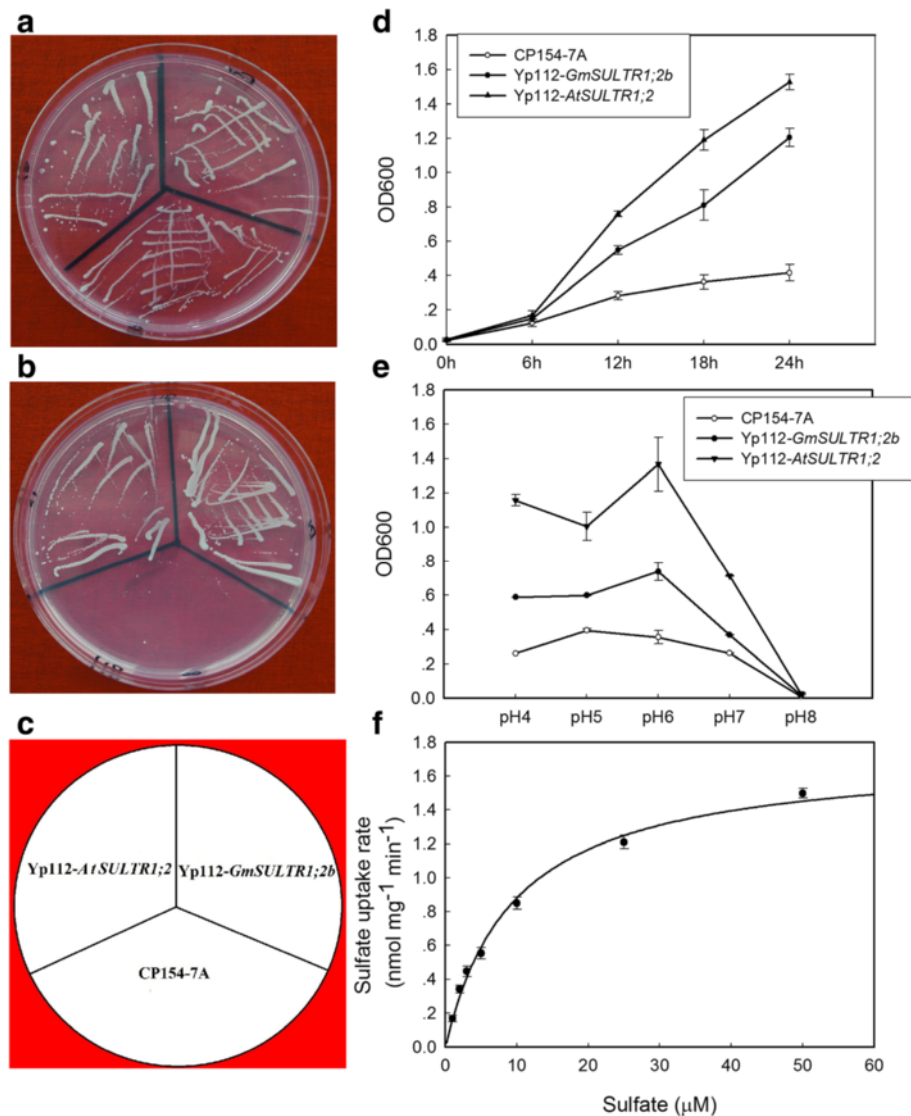 a
b
c
Yp112-AtSULTR1;2
Yp112-GmSULTR1;2b
CP154-7A
d
1.8
1.6
1.4
1.2
1.0
.8
.6
.4
.2
0.0
OD600
CP154-7A
Yp112-GmSULTR1;2b
Yp112-AtSULTR1;2
0h 6h 12h 18h 24h
e
1.8
1.6
1.4
1.2
1.0
.8
.6
.4
.2
0.0
OD600
CP154-7A
Yp112-GmSULTR1;2b
Yp112-AtSULTR1;2
pH4 pH5 pH6 pH7 pH8
f
1.8
1.6
1.4
1.2
1.0
.8
.6
.4
.2
0.0
Sulfate uptake rate
(nmol mg⁻¹ min⁻¹)
0 10 20 30 40 50 60
Sulfate (μM)